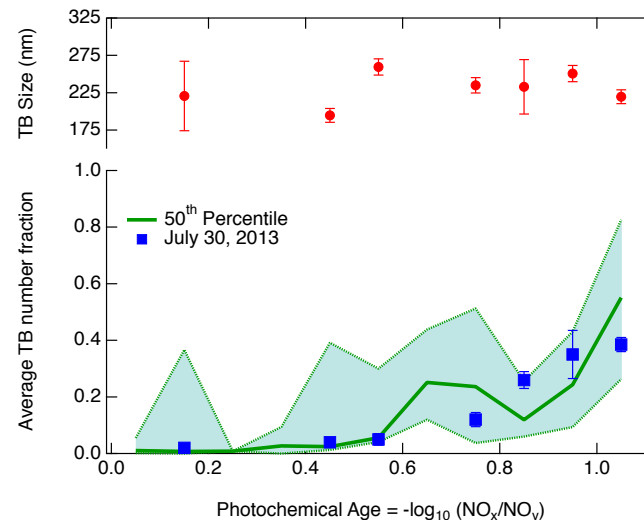 325
275
225
175
TB Size (nm)
1.0
0.8
0.6
0.4
0.2
0.0
Average TB number fraction
50th Percentile
July 30, 2013
0.0 0.2 0.4 0.6 0.8 1.0
Photochemical Age = -log10 (NOx/NOy)